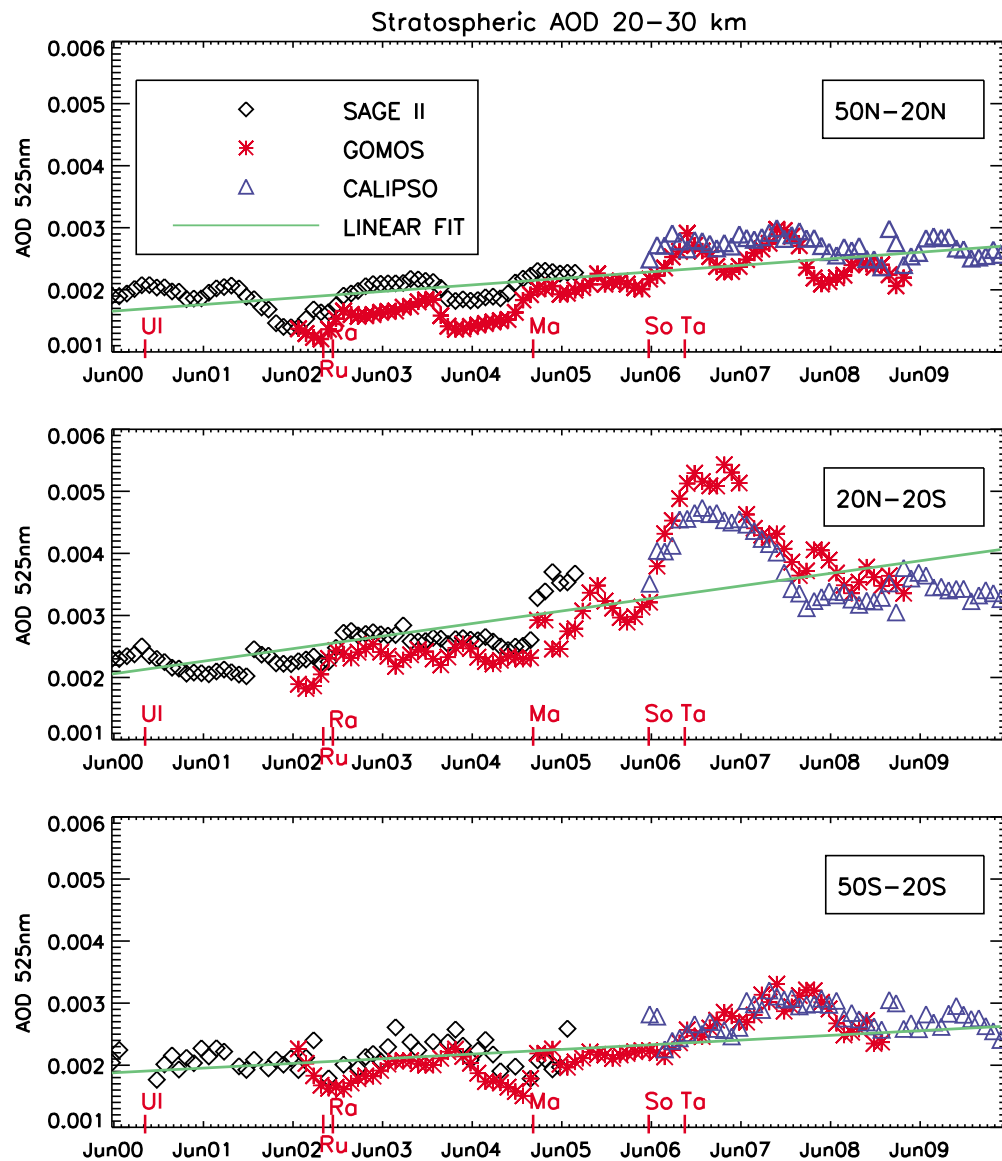 Stratospheric AOD 20-30 km
0.006
0.005
0.004
0.003
0.002
0.001
AOD 525nm
SAGE II
GOMOS
CALIPSO
LINEAR FIT
50N-20N
Ul
Ra
Ru
Ma
So Ta
Jun00 Jun01 Jun02 Jun03 Jun04 Jun05 Jun06 Jun07 Jun08 Jun09
0.006
0.005
0.004
0.003
0.002
0.001
AOD 525nm
20N-20S
Ul
Ra
Ru
Ma
So Ta
Jun00 Jun01 Jun02 Jun03 Jun04 Jun05 Jun06 Jun07 Jun08 Jun09
0.006
0.005
0.004
0.003
0.002
0.001
AOD 525nm
50S-20S
Ul
Ra
Ru
Ma
So Ta
Jun00 Jun01 Jun02 Jun03 Jun04 Jun05 Jun06 Jun07 Jun08 Jun09